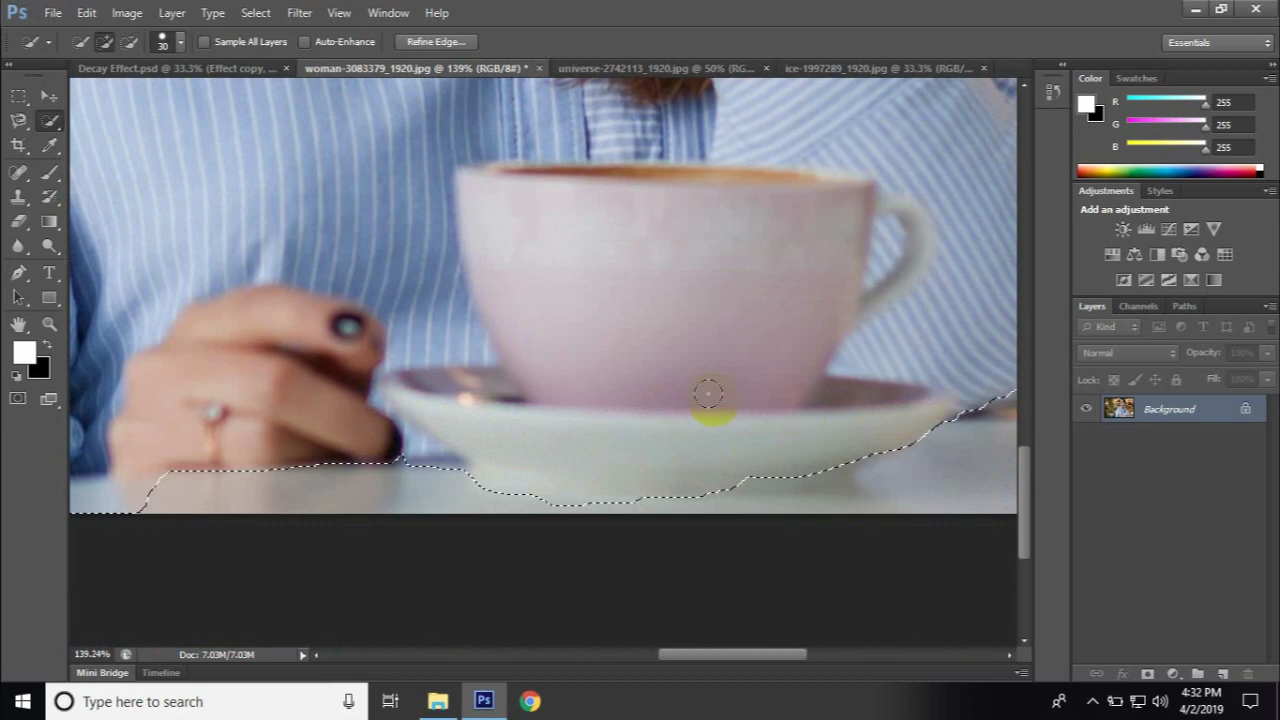 Ps File Edit Image Layer Type Select Filter View Window Help
30 Sample All Layers Auto-Enhance Refine Edge... Essentials
Decay Effect.psd @ 33.3% (Effect copy, ... × woman-3083379_1920.jpg @ 139% (RGB/8#) * × universe-2742113_1920.jpg @ 50% (RG... × ice-1997289_1920.jpg @ 33.3% (RGB/... ×
Color Swatches
R 255
G 255
B 255
Adjustments Styles
Add an adjustment
Layers Channels Paths
Kind
Normal Opacity: 100%
Lock: Fill: 100%
Background
139.24% Doc: 7.03M/7.03M
Mini Bridge Timeline
Type here to search
Ps
4:32 PM
4/2/2019